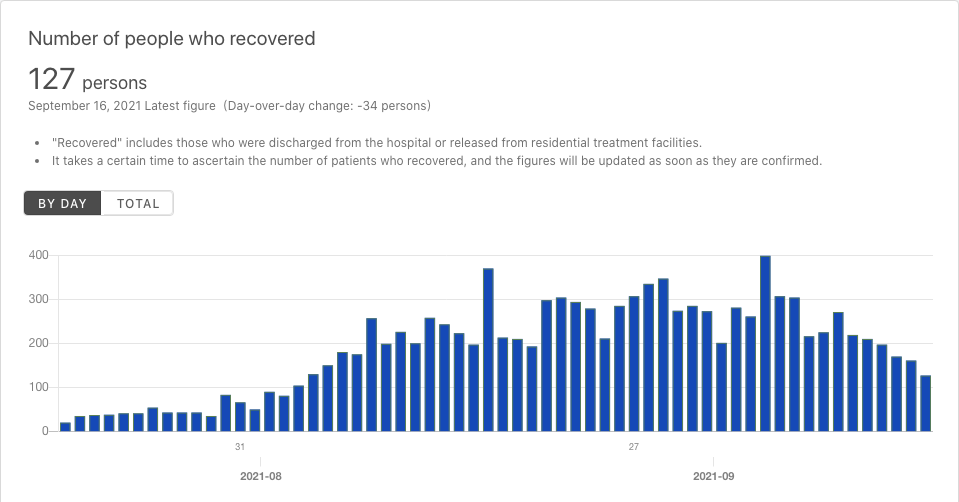 Number of people who recovered
127 persons
September 16, 2021 Latest figure (Day-over-day change: -34 persons)
• "Recovered" includes those who were discharged from the hospital or released from residential treatment facilities.
• It takes a certain time to ascertain the number of patients who recovered, and the figures will be updated as soon as they are confirmed.
BY DAY TOTAL
400
300
200
100
0
31 27
2021-08 2021-09